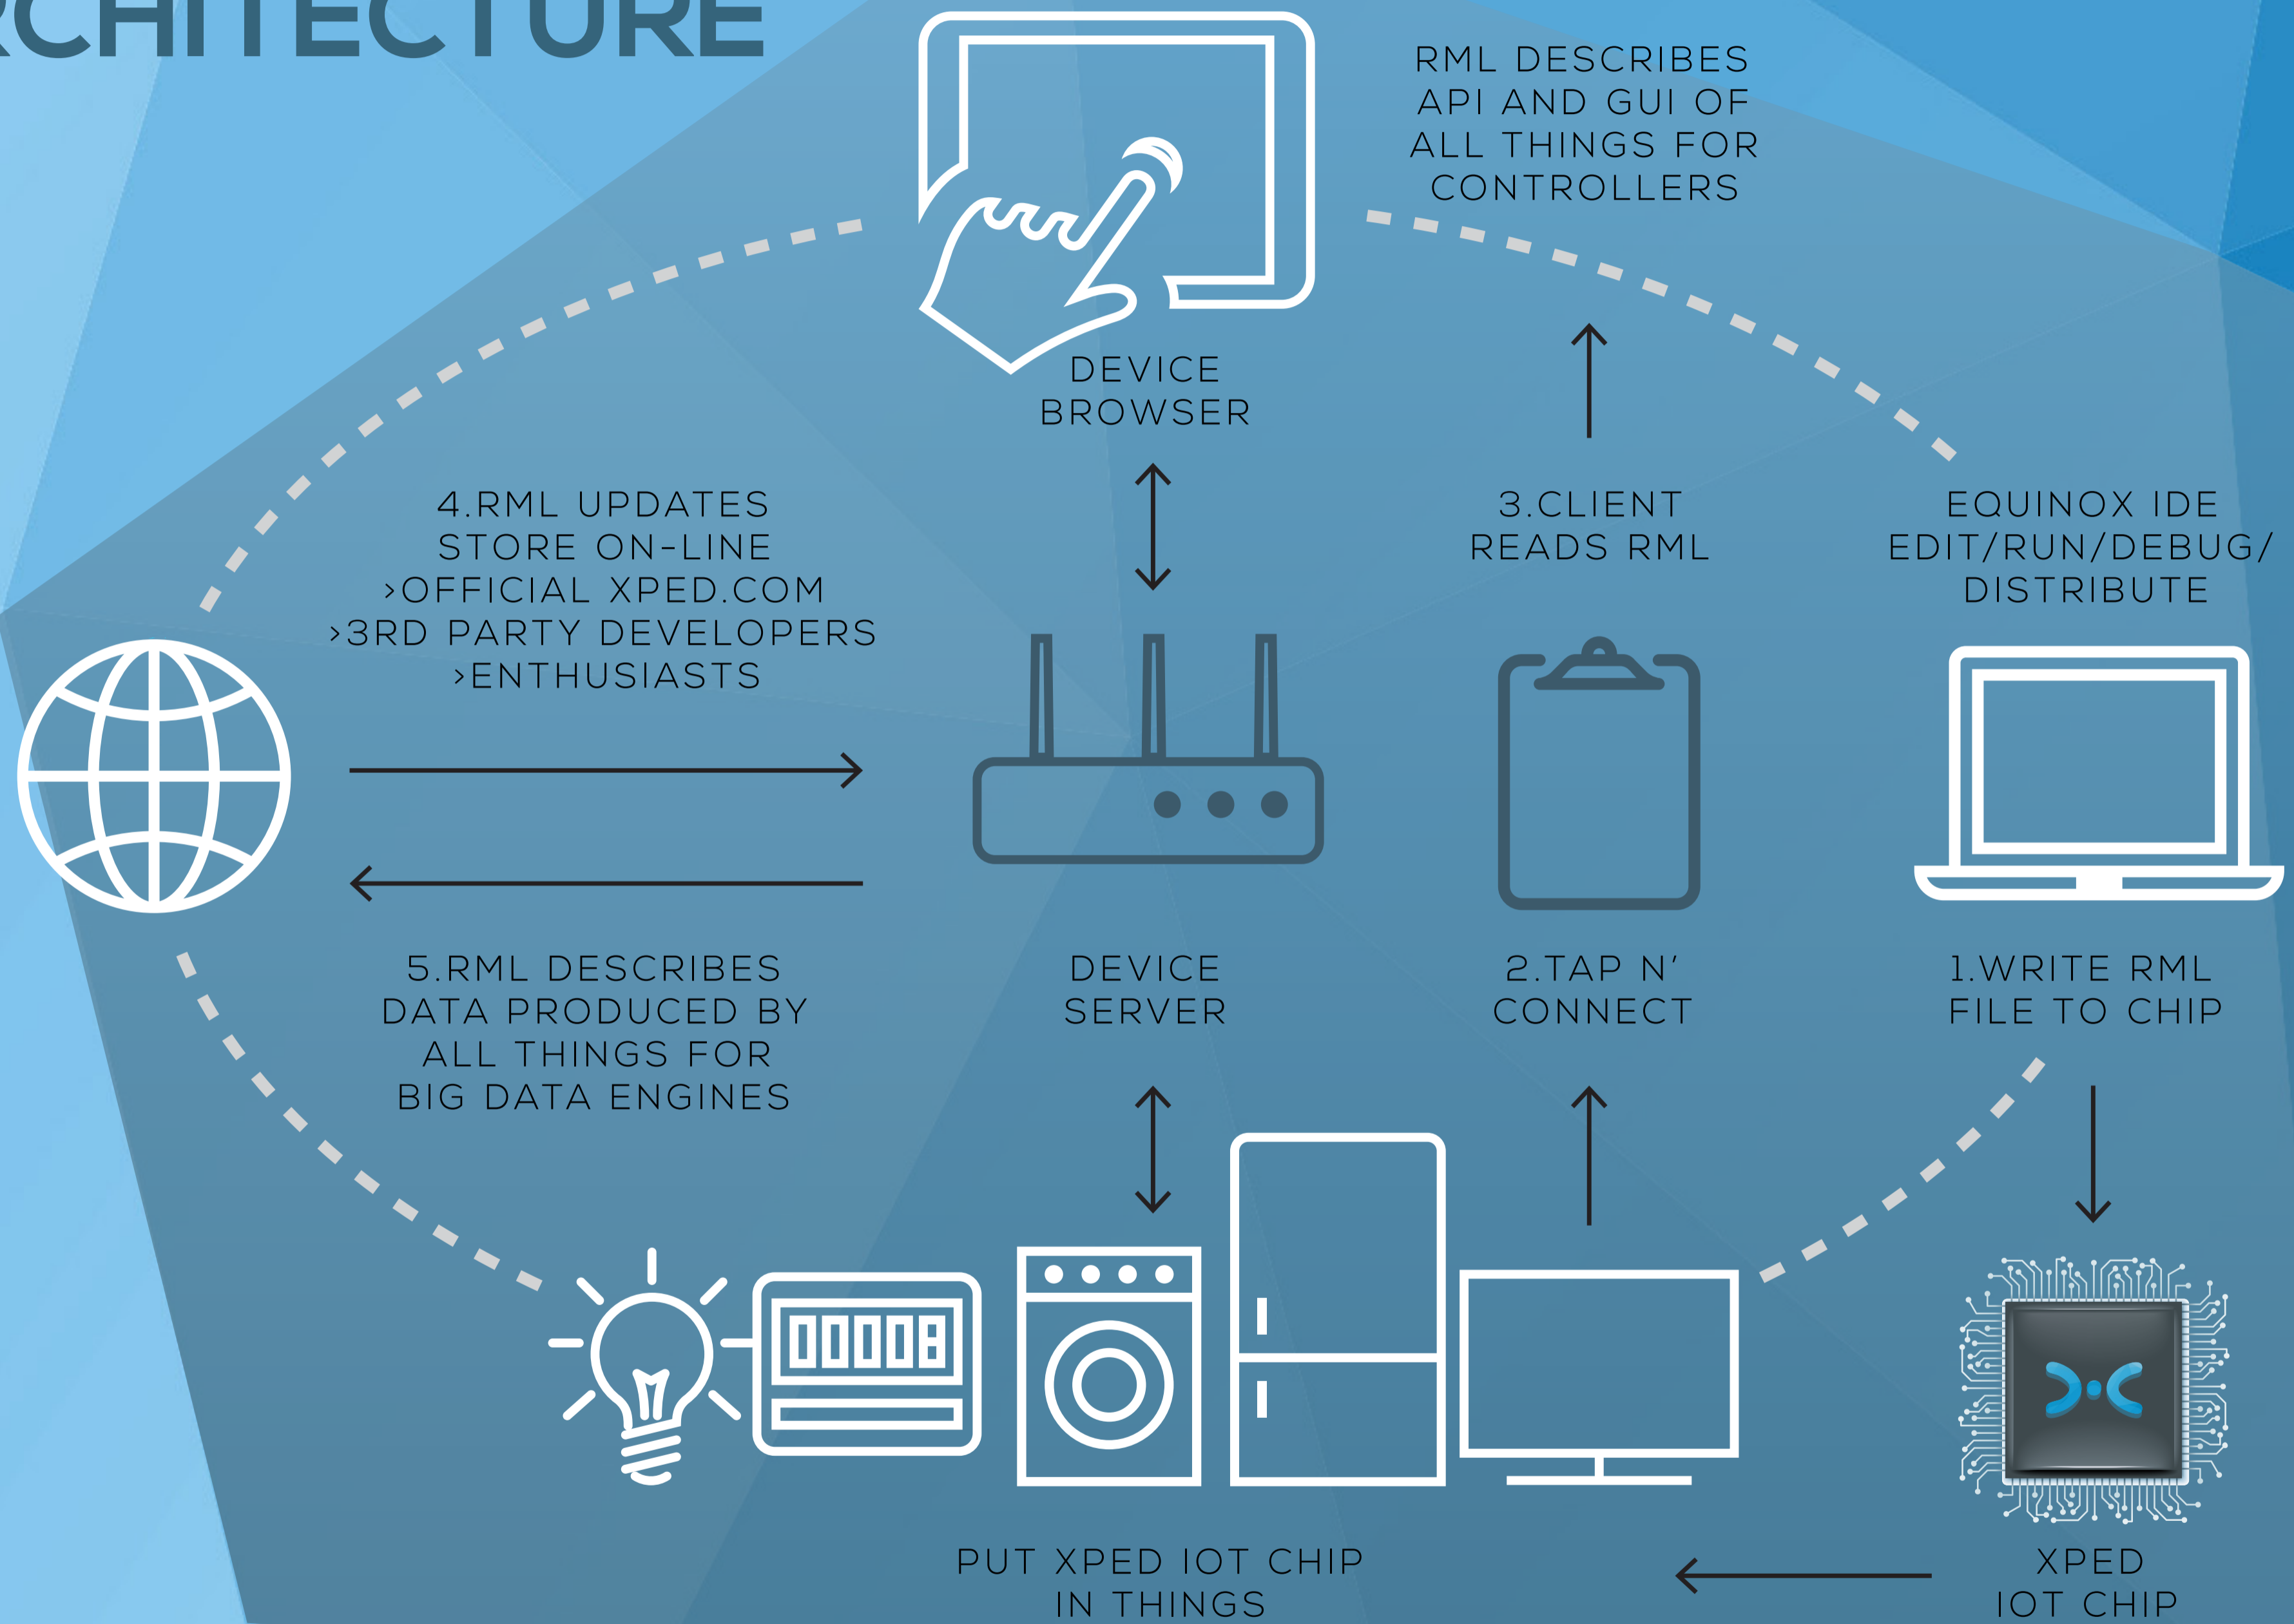 RCHITECTURE
RML DESCRIBES
API AND GUI OF
ALL THINGS FOR
CONTROLLERS
DEVICE
BROWSER
4.RML UPDATES
STORE ON-LINE
>OFFICIAL XPED.COM
>3RD PARTY DEVELOPERS
>ENTHUSIASTS
3.CLIENT
READS RML
EQUINOX IDE
EDIT/RUN/DEBUG/
DISTRIBUTE
5.RML DESCRIBES
DATA PRODUCED BY
ALL THINGS FOR
BIG DATA ENGINES
DEVICE
SERVER
2.TAP N'
CONNECT
1.WRITE RML
FILE TO CHIP
00008
PUT XPED IOT CHIP
IN THINGS
XPED
IOT CHIP